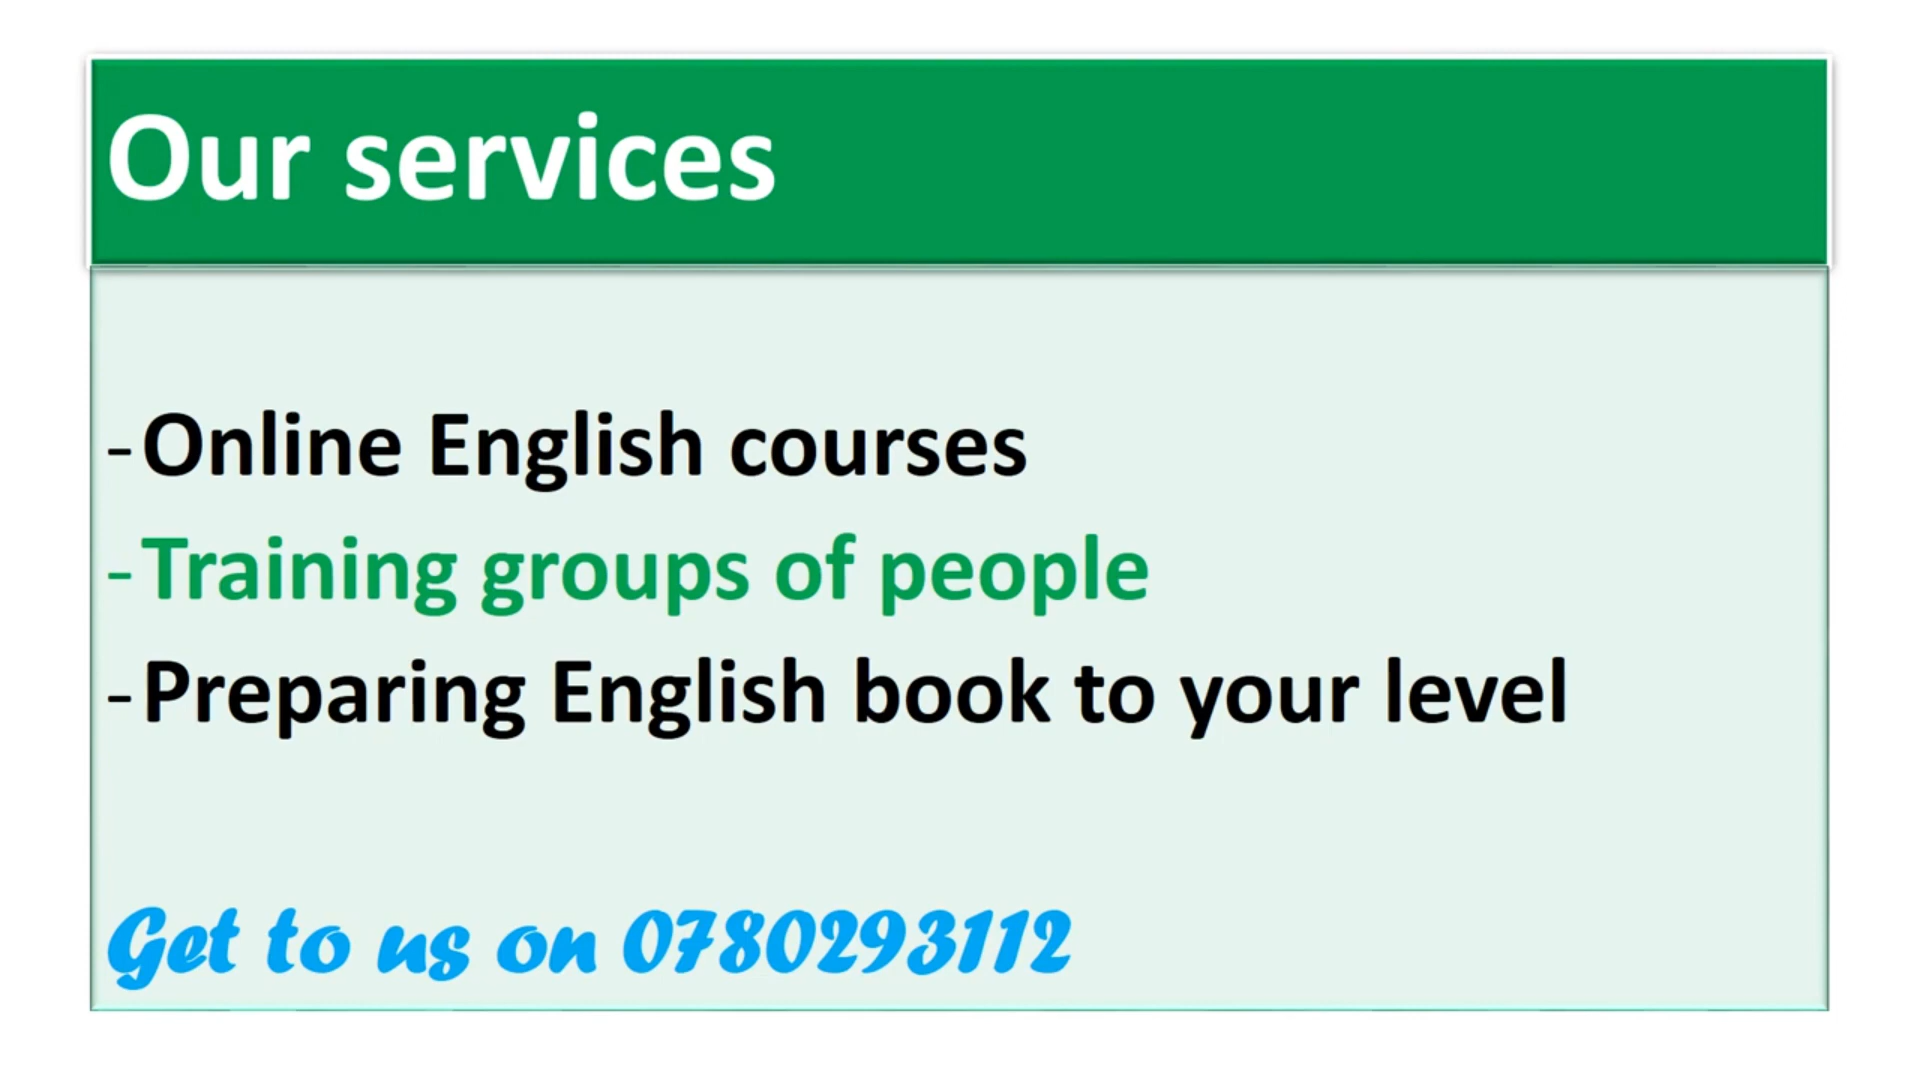 Our services
-Online English courses
-Training groups of people
-Preparing English book to your level
Get to us on 0780293112